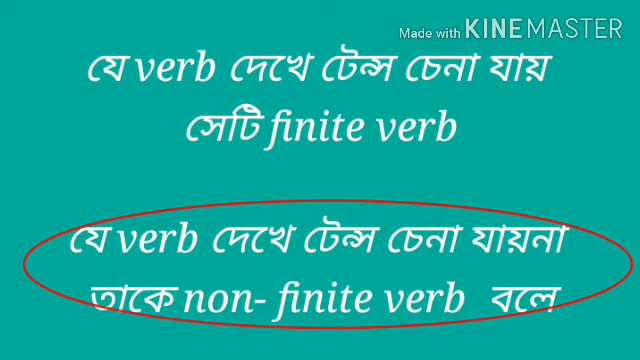 Made with KINEMASTER
যে verb দেখে টেন্স চেনা যায়
সেটি finite verb
যে verb দেখে টেন্স চেনা যায়না
তাকে non- finite verb বলে